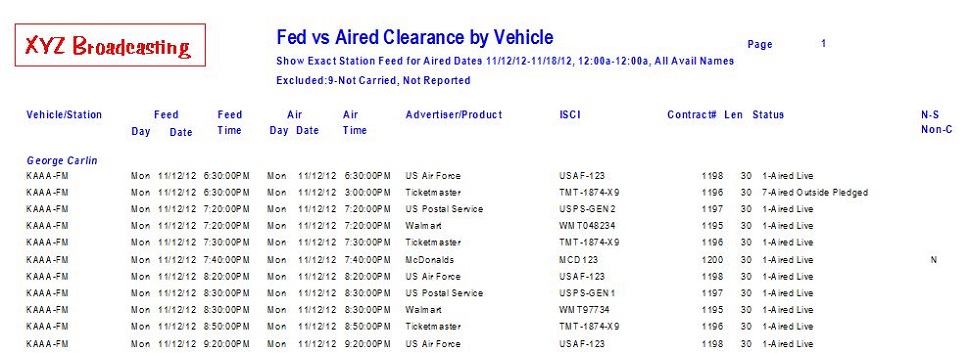 XYZ Broadcasting
Fed vs Aired Clearance by Vehicle
Page 1
Show Exact Station Feed for Aired Dates 11/12/12-11/18/12, 12:00a-12:00a, All Avail Names
Excluded:9-Not Carried, Not Reported
Vehicle/Station Feed Feed Air Air Advertiser/Product ISCI Contract# Len Status N-S
Day Date Time Day Date Time Non-C
George Carlin
KAAA-FM Mon 11/12/12 6:30:00PM Mon 11/12/12 6:30:00PM US Air Force USAF-123 1198 30 1-Aired Live
KAAA-FM Mon 11/12/12 6:30:00PM Mon 11/12/12 3:00:00PM Ticketmaster TMT-1874-X9 1196 30 7-Aired Outside Pledged
KAAA-FM Mon 11/12/12 7:20:00PM Mon 11/12/12 7:20:00PM US Postal Service USPS-GEN2 1197 30 1-Aired Live
KAAA-FM Mon 11/12/12 7:20:00PM Mon 11/12/12 7:20:00PM Walmart WMT048234 1195 30 1-Aired Live
KAAA-FM Mon 11/12/12 7:30:00PM Mon 11/12/12 7:30:00PM Ticketmaster TMT-1874-X9 1196 30 1-Aired Live
KAAA-FM Mon 11/12/12 7:40:00PM Mon 11/12/12 7:40:00PM McDonalds MCD123 1200 30 1-Aired Live N
KAAA-FM Mon 11/12/12 8:20:00PM Mon 11/12/12 8:20:00PM US Air Force USAF-123 1198 30 1-Aired Live
KAAA-FM Mon 11/12/12 8:30:00PM Mon 11/12/12 8:30:00PM US Postal Service USPS-GEN1 1197 30 1-Aired Live
KAAA-FM Mon 11/12/12 8:30:00PM Mon 11/12/12 8:30:00PM Walmart WMT97734 1195 30 1-Aired Live
KAAA-FM Mon 11/12/12 8:50:00PM Mon 11/12/12 8:50:00PM Ticketmaster TMT-1874-X9 1196 30 1-Aired Live
KAAA-FM Mon 11/12/12 9:20:00PM Mon 11/12/12 9:20:00PM US Air Force USAF-123 1198 30 1-Aired Live